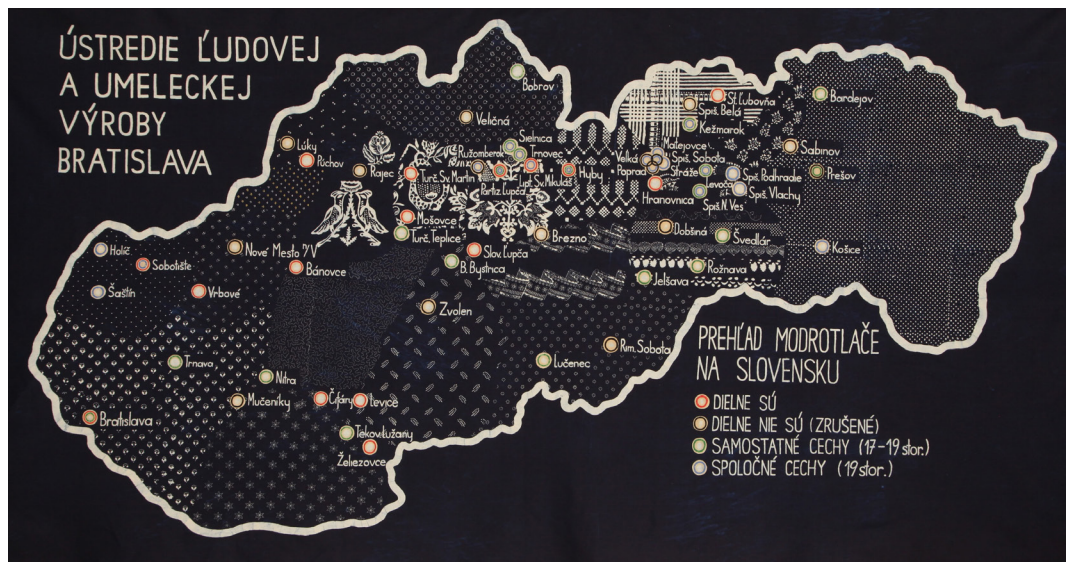 ÚSTREDIE ĽUDOVEJ
A UMELECKEJ
VÝROBY
BRATISLAVA
Bobrov
Veličná
Sielnica
Trnovec
Ružomberok
Partiz. Ľupča
Lipt. Sv. Mikuláš
Hyby
Lúky
Púchov
Rajec
Turč. Sv. Martin
Mošovce
Turč. Teplice
Slov. Ľupča
B. Bystrica
Brezno
St. Ľubovňa
Spiš. Belá
Kežmarok
Malejovce
Velká
Spiš. Sobota
Poprad
Stráže
Hranovnica
Levoča
Spiš. N. Ves
Spiš. Podhradie
Spiš. Vlachy
Bardejov
Sabinov
Prešov
Košice
Dobšiná
Švedlár
Rožňava
Jelšava
Holíč
Sobotište
Šaštín
Vrbové
Nové Mesto n/V
Bánovce
Zvolen
Rim. Sobota
Lučenec
Trnava
Nitra
Mučeníky
Bratislava
Čifáry
Levice
Tekov. Lužany
Želiezovce
PREHĽAD MODROTLAČE
NA SLOVENSKU
DIELNE SÚ
DIELNE NIE SÚ (ZRUŠENÉ)
SAMOSTATNÉ CECHY (17-19 stor.)
SPOLOČNÉ CECHY (19 stor.)